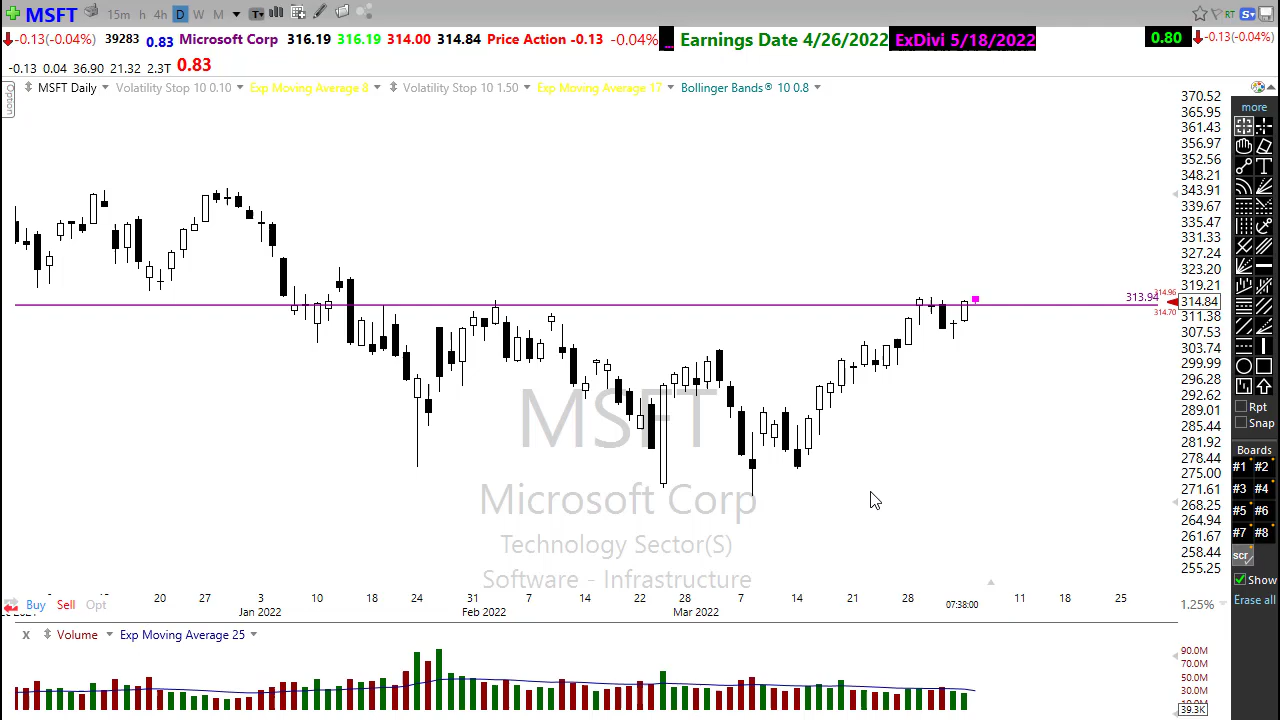 MSFT 15m h 4h D W M T RT S
-0.13(-0.04%) 39283 0.83 Microsoft Corp 316.19 316.19 314.00 314.84 Price Action -0.13 -0.04% ... Earnings Date 4/26/2022 ExDivi 5/18/2022 0.80 -0.13(-0.04%)
-0.13 0.04 36.90 21.32 2.3T 0.83
Option
MSFT Daily Volatility Stop 10 0.10 Exp Moving Average 8 Volatility Stop 10 1.50 Exp Moving Average 17 Bollinger Bands® 10 0.8
370.52
365.95
361.43
356.97
352.56
348.21
343.91
339.67
335.47
331.33
327.24
323.20
319.21
313.94 314.96
314.84
314.70
311.38
307.53
303.74
299.99
296.28
292.62
289.01
285.44
281.92
278.44
275.00
271.61
268.25
264.94
261.67
258.44
255.25
more
T
Rpt
Snap
Boards
#1 #2
#3 #4
#5 #6
#7 #8
scr
Show
Erase all
MSFT
Microsoft Corp
Technology Sector(S)
Software - Infrastructure
20 27 3 10 18 24 31 7 14 22 7 14 21 28 07:38:00 11 18 25
Jan 2022 Feb 2022 Mar 2022
Buy Sell Opt
1.25%
x Volume Exp Moving Average 25
90.0M
70.0M
50.0M
30.0M
39.3K